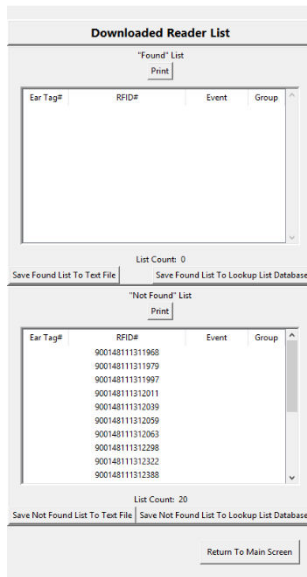 Downloaded Reader List
"Found" List
Print
Ear Tag# RFID# Event Group
List Count: 0
Save Found List To Text File Save Found List To Lookup List Database
"Not Found" List
Print
Ear Tag# RFID# Event Group
900148111311968
900148111311979
900148111311997
900148111312011
900148111312039
900148111312059
900148111312063
900148111312298
900148111312322
900148111312388
List Count: 20
Save Not Found List To Text File Save Not Found List To Lookup List Database
Return To Main Screen